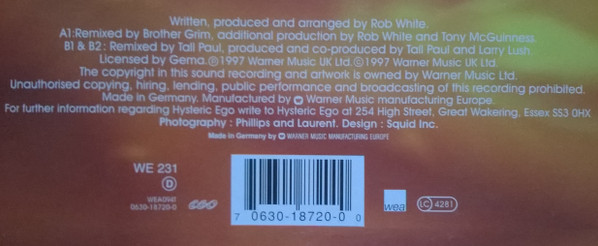 Written, produced and arranged by Rob White.
A1:Remixed by Brother Grim, additional production by Rob White and Tony McGuinness.
B1 & B2 : Remixed by Tall Paul, produced and co-produced by Tall Paul and Larry Lush.
Licensed by Gema.℗1997 Warner Music UK Ltd.©1997 Warner Music UK Ltd.
The copyright in this sound recording and artwork is owned by Warner Music Ltd.
Unauthorised copying, hiring, lending, public performance and broadcasting of this recording prohibited.
Made in Germany. Manufactured by Warner Music manufacturing Europe.
For further information regarding Hysteric Ego write to Hysteric Ego at 254 High Street, Great Wakering, Essex SS3 0HX
Photography : Phillips and Laurent. Design : Squid Inc.
Made in Germany by WARNER MUSIC MANUFACTURING EUROPE
WE 231
D
WEA094T
0630-18720-0
7 0630-18720-0 0
wea
LC 4281